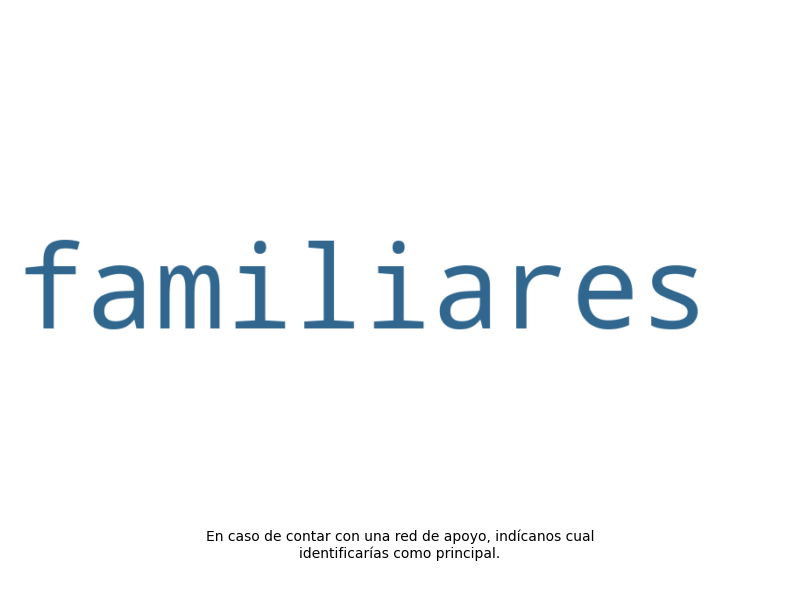 familiares
En caso de contar con una red de apoyo, indícanos cual
identificarías como principal.